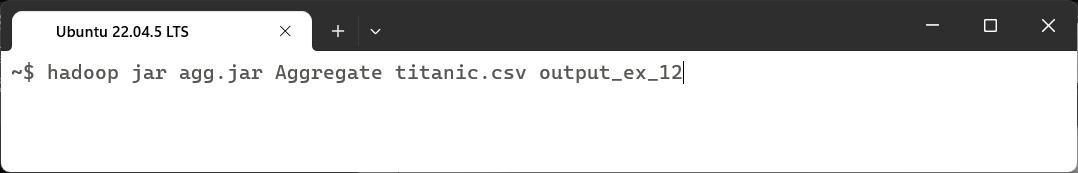 Ubuntu 22.04.5 LTS
~$ hadoop jar agg.jar Aggregate titanic.csv output_ex_12